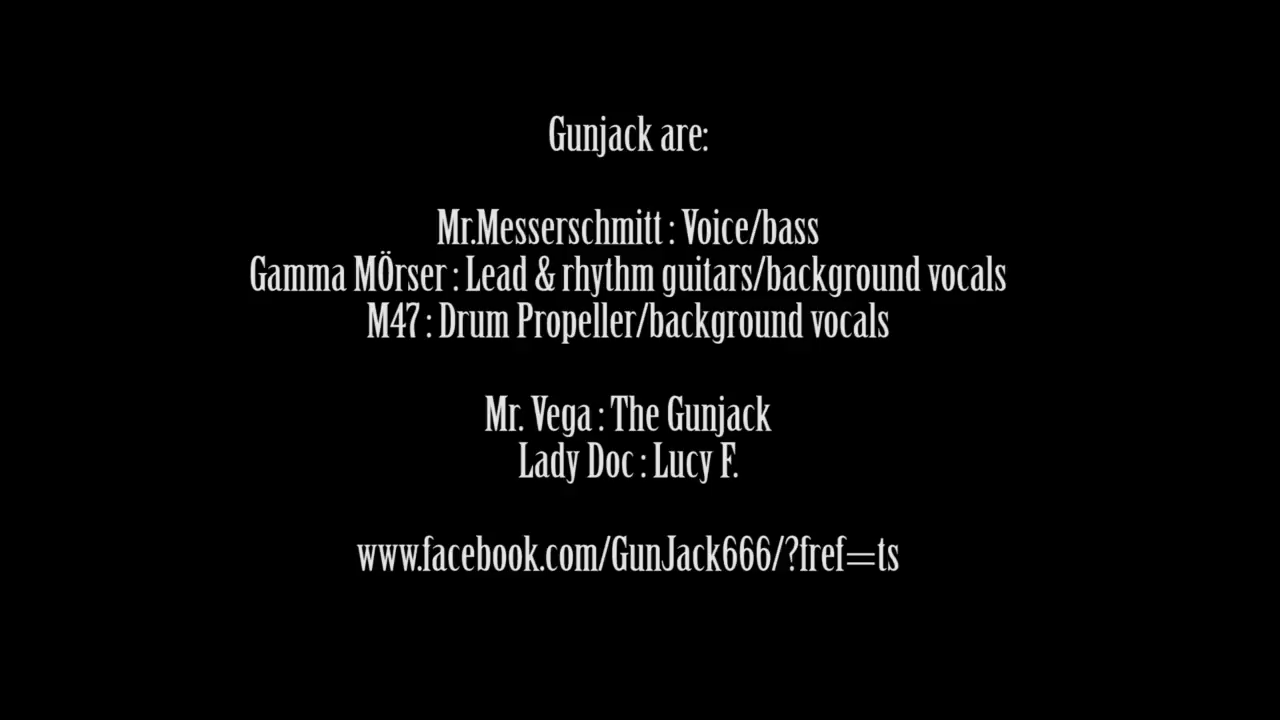 Gunjack are:
Mr.Messerschmitt : Voice/bass
Gamma MÖrser : Lead & rhythm guitars/background vocals
M47 : Drum Propeller/background vocals
Mr. Vega : The Gunjack
Lady Doc : Lucy F.
www.facebook.com/GunJack666/?fref=ts